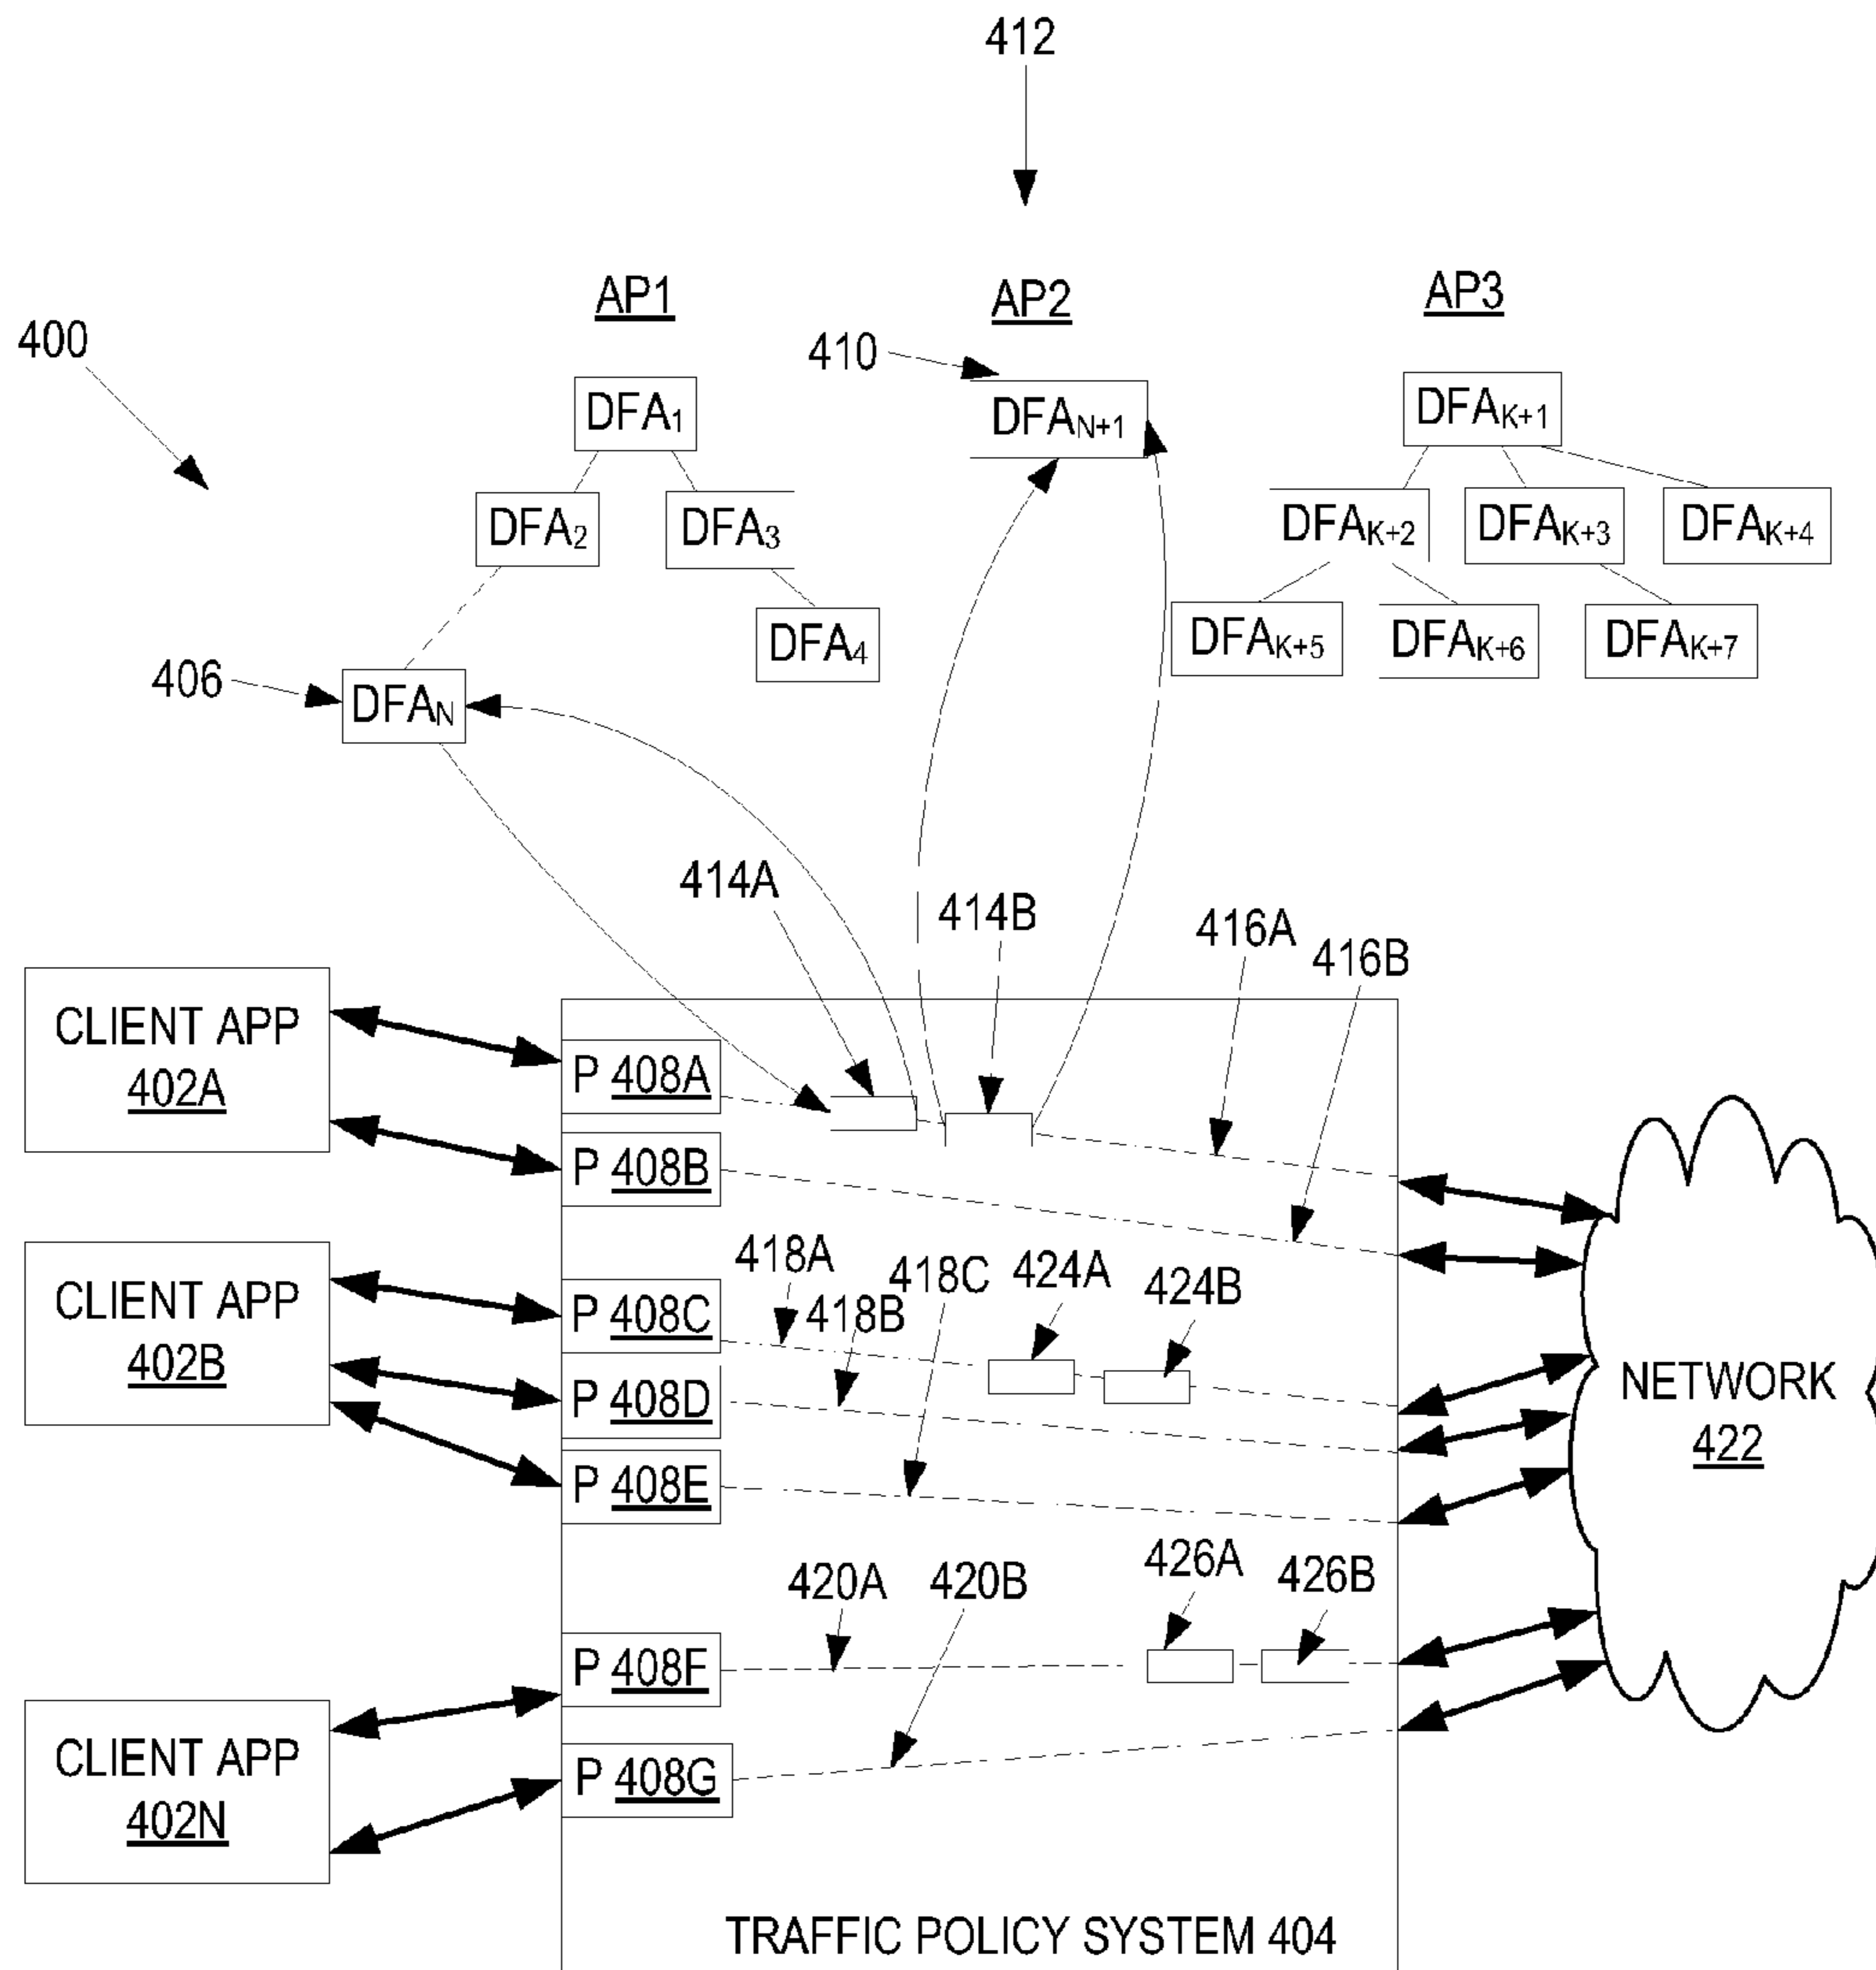 412
AP1
AP2
AP3
400
410
DFA1
DFAN+1
DFAK+1
DFA2
DFA3
DFAK+2
DFAK+3
DFAK+4
DFA4
DFAK+5
DFAK+6
DFAK+7
406
DFAN
414A
414B
416A
416B
CLIENT APP
402A
P 408A
P 408B
418A
418B
418C
424A
424B
CLIENT APP
402B
P 408C
P 408D
P 408E
NETWORK
422
420A
420B
426A
426B
P 408F
P 408G
CLIENT APP
402N
TRAFFIC POLICY SYSTEM 404